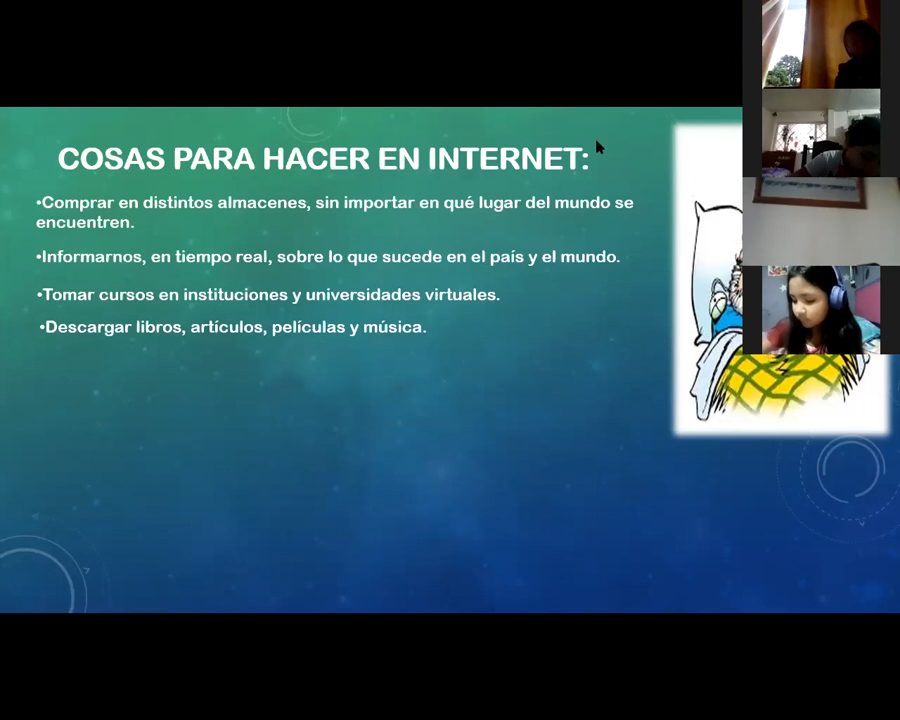 COSAS PARA HACER EN INTERNET:
•Comprar en distintos almacenes, sin importar en qué lugar del mundo se
encuentren.
•Informarnos, en tiempo real, sobre lo que sucede en el país y el mundo.
•Tomar cursos en instituciones y universidades virtuales.
•Descargar libros, artículos, películas y música.